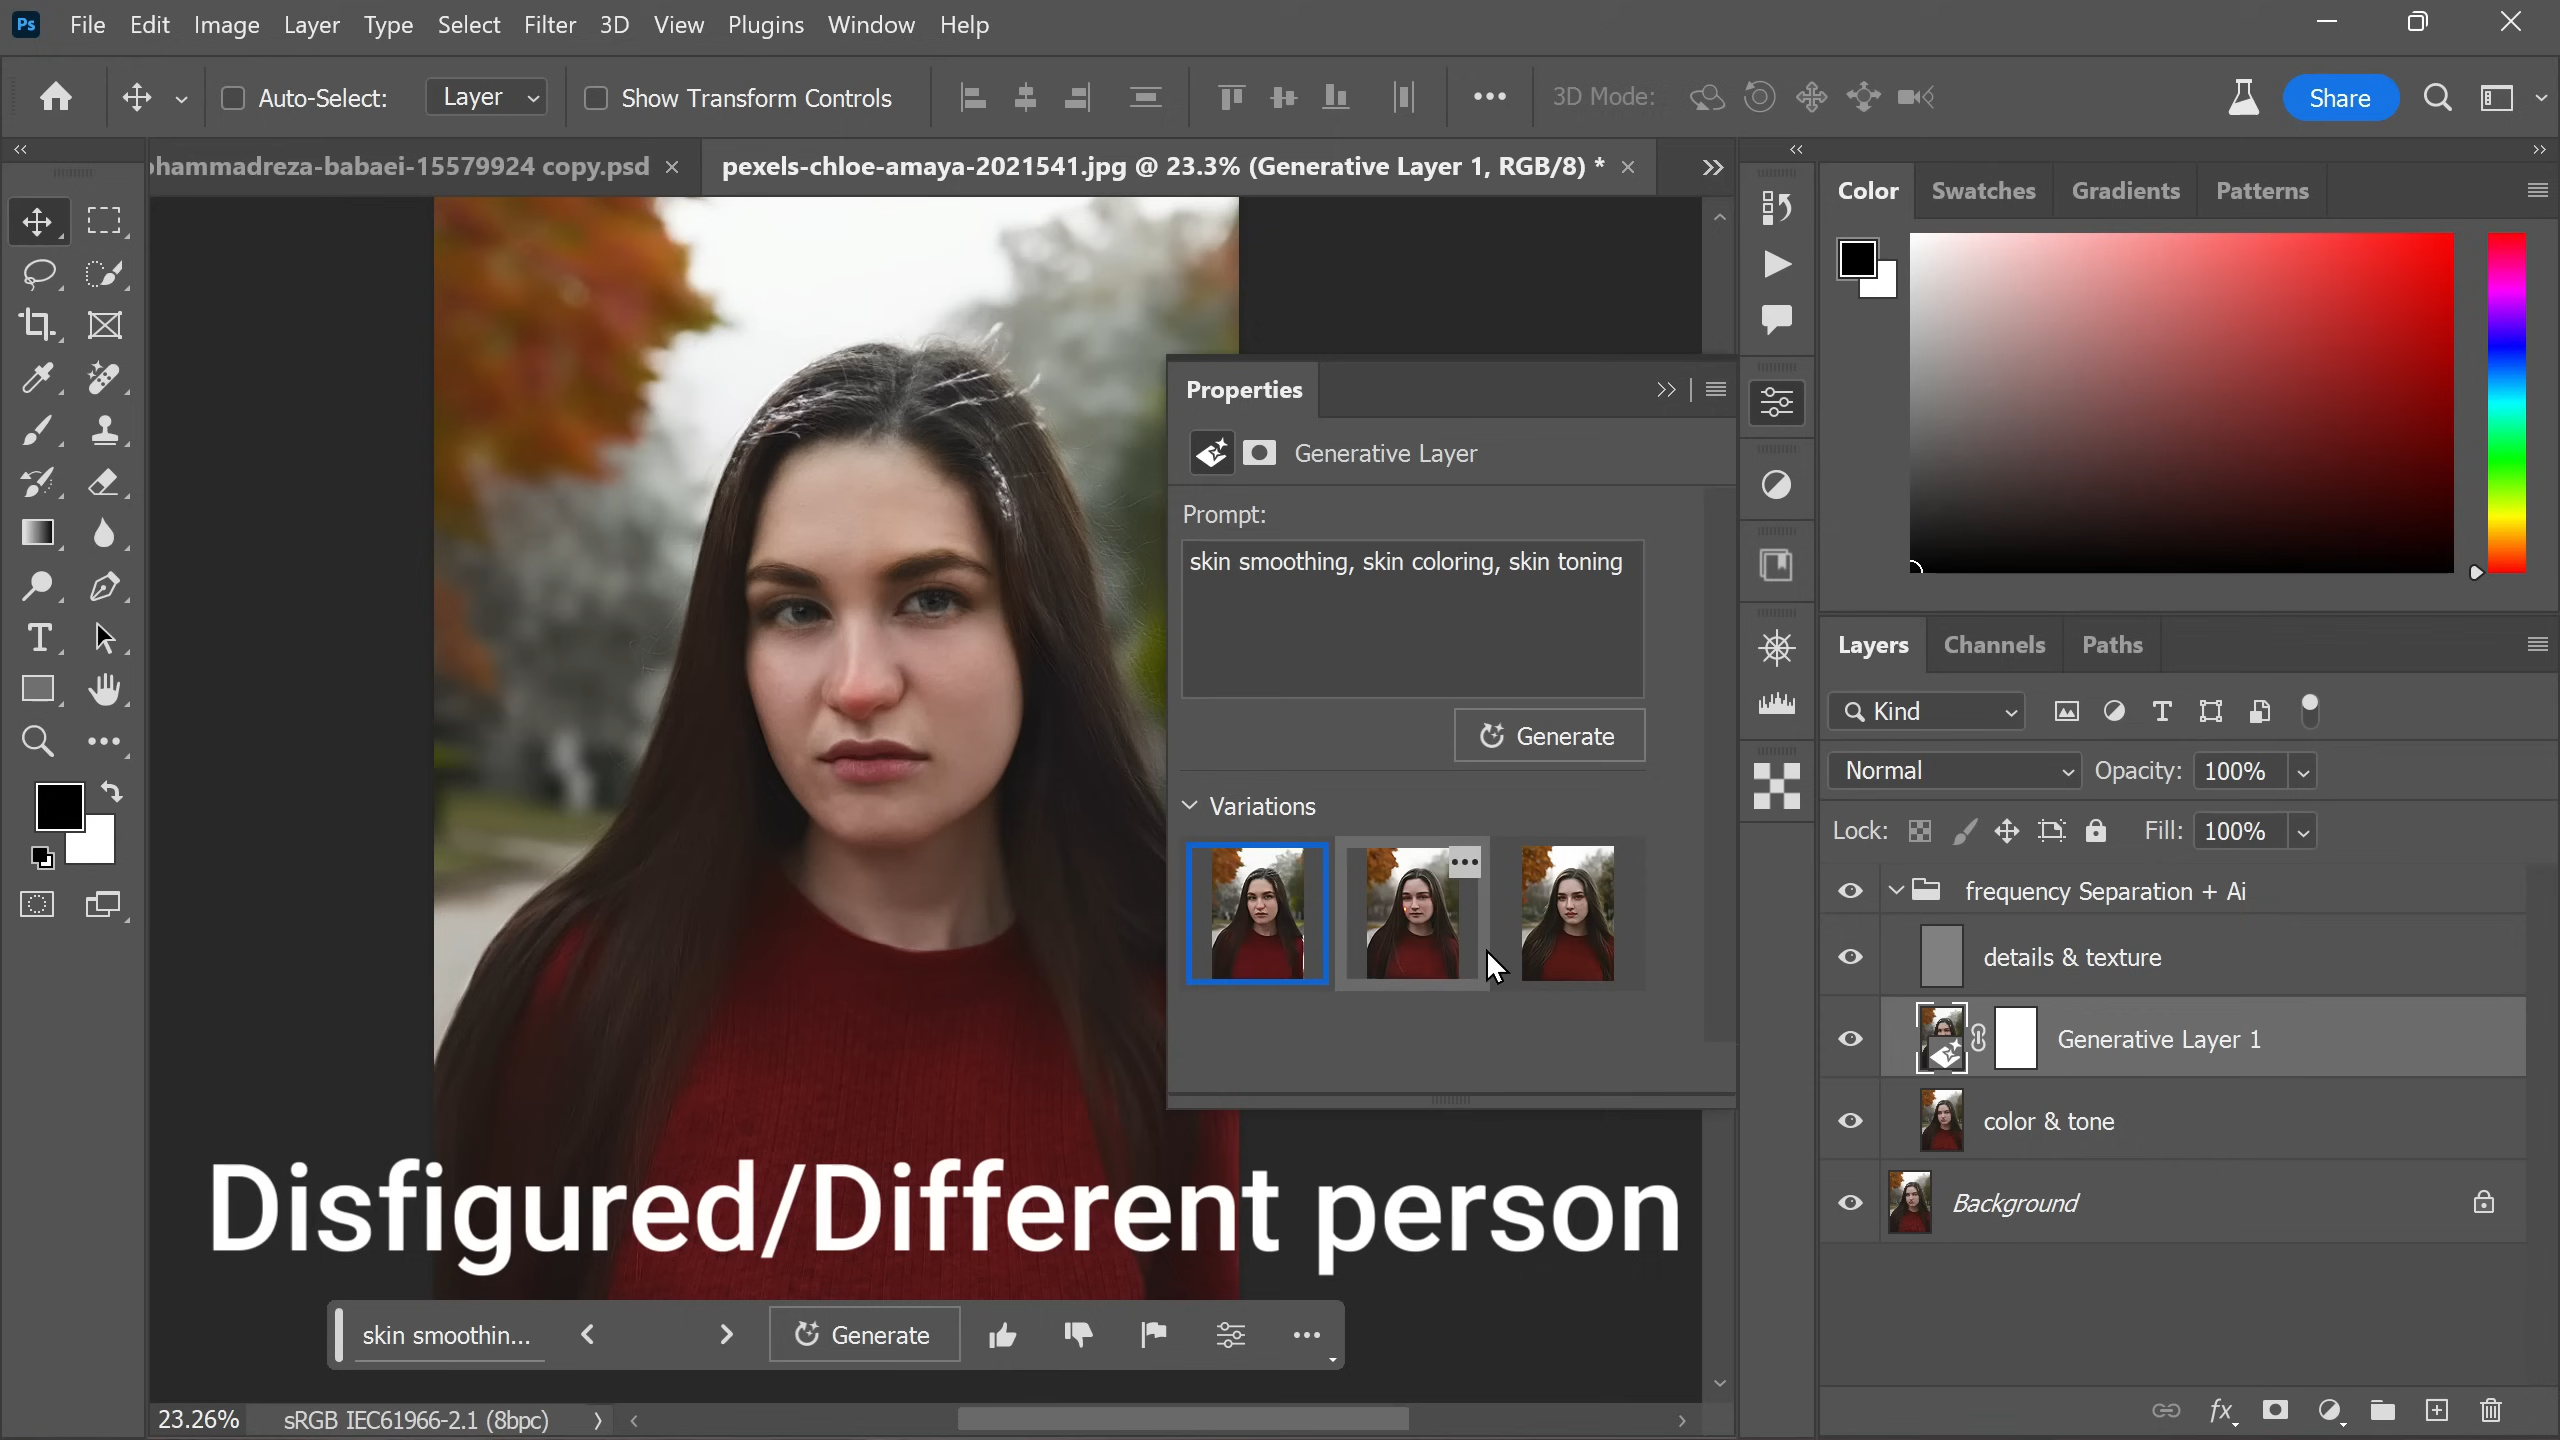 Ps File Edit Image Layer Type Select Filter 3D View Plugins Window Help
Auto-Select: Layer Show Transform Controls 3D Mode: Share
ohammadreza-babaei-15579924 copy.psd
pexels-chloe-amaya-2021541.jpg @ 23.3% (Generative Layer 1, RGB/8) *
Color Swatches Gradients Patterns
Properties
Generative Layer
Prompt:
skin smoothing, skin coloring, skin toning
Generate
Variations
Layers Channels Paths
Kind
Normal Opacity: 100%
Lock: Fill: 100%
frequency Separation + Ai
details & texture
Generative Layer 1
color & tone
Background
Disfigured/Different person
skin smoothin... Generate
23.26% sRGB IEC61966-2.1 (8bpc)
fx